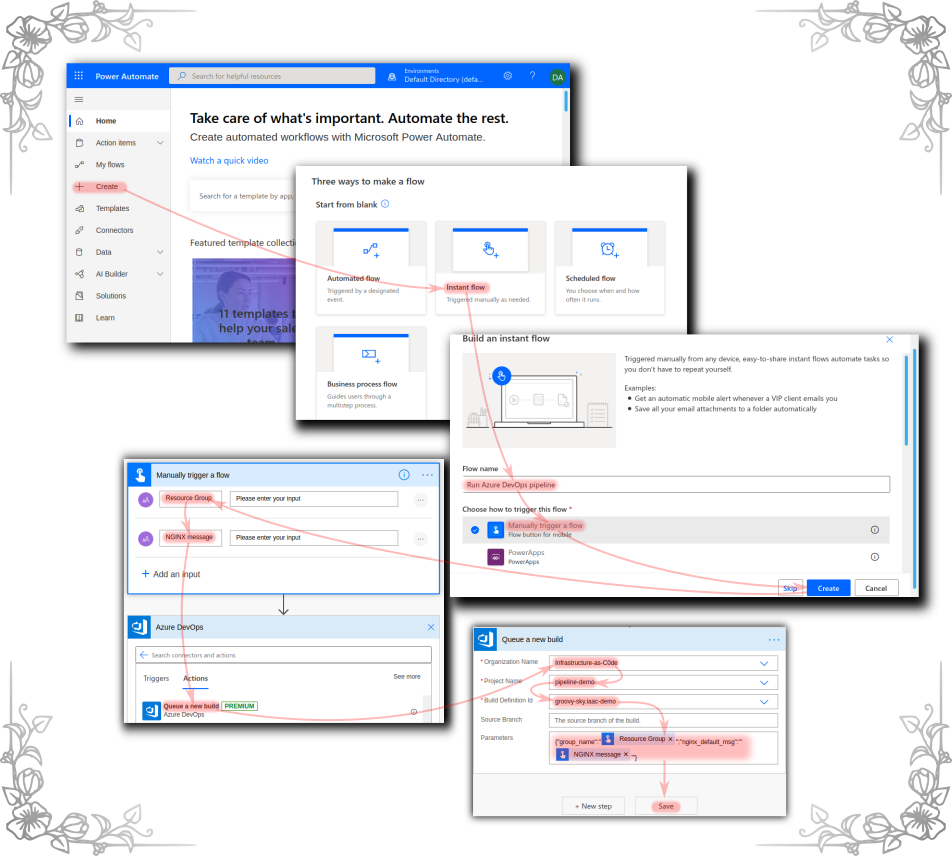 Power Automate
Search for helpful resources
Environments
Default Directory (defa...
?
DA
Home
Action items
My flows
Create
Templates
Connectors
Data
AI Builder
Solutions
Learn
Take care of what's important. Automate the rest.
Create automated workflows with Microsoft Power Automate.
Watch a quick video
Search for a template by app,
Featured template collecti
11 templates t
help your sale
team
Three ways to make a flow
Start from blank
Automated flow
Triggered by a designated
event.
Instant flow
Triggered manually as needed.
Scheduled flow
You choose when and how
often it runs.
Business process flow
Guides users through a
multistep process.
Build an instant flow
Triggered manually from any device, easy-to-share instant flows automate tasks so
you don't have to repeat yourself.
Examples:
• Get an automatic mobile alert whenever a VIP client emails you
• Save all your email attachments to a folder automatically
Flow name
Run Azure DevOps pipeline
Choose how to trigger this flow *
Manually trigger a flow
Flow button for mobile
PowerApps
PowerApps
Skip
Create
Cancel
Manually trigger a flow
Resource Group
Please enter your input
NGINX message
Please enter your input
+ Add an input
Azure DevOps
Search connectors and actions
Triggers
Actions
See more
Queue a new build PREMIUM
Azure DevOps
Queue a new build
* Organization Name
Infrastructure-as-C0de
* Project Name
pipeline-demo
* Build Definition Id
groovy-sky.iaac-demo
Source Branch
The source branch of the build.
Parameters
{"group_name":" Resource Group × ","nginx_default_msg":"
NGINX message × "}
+ New step
Save